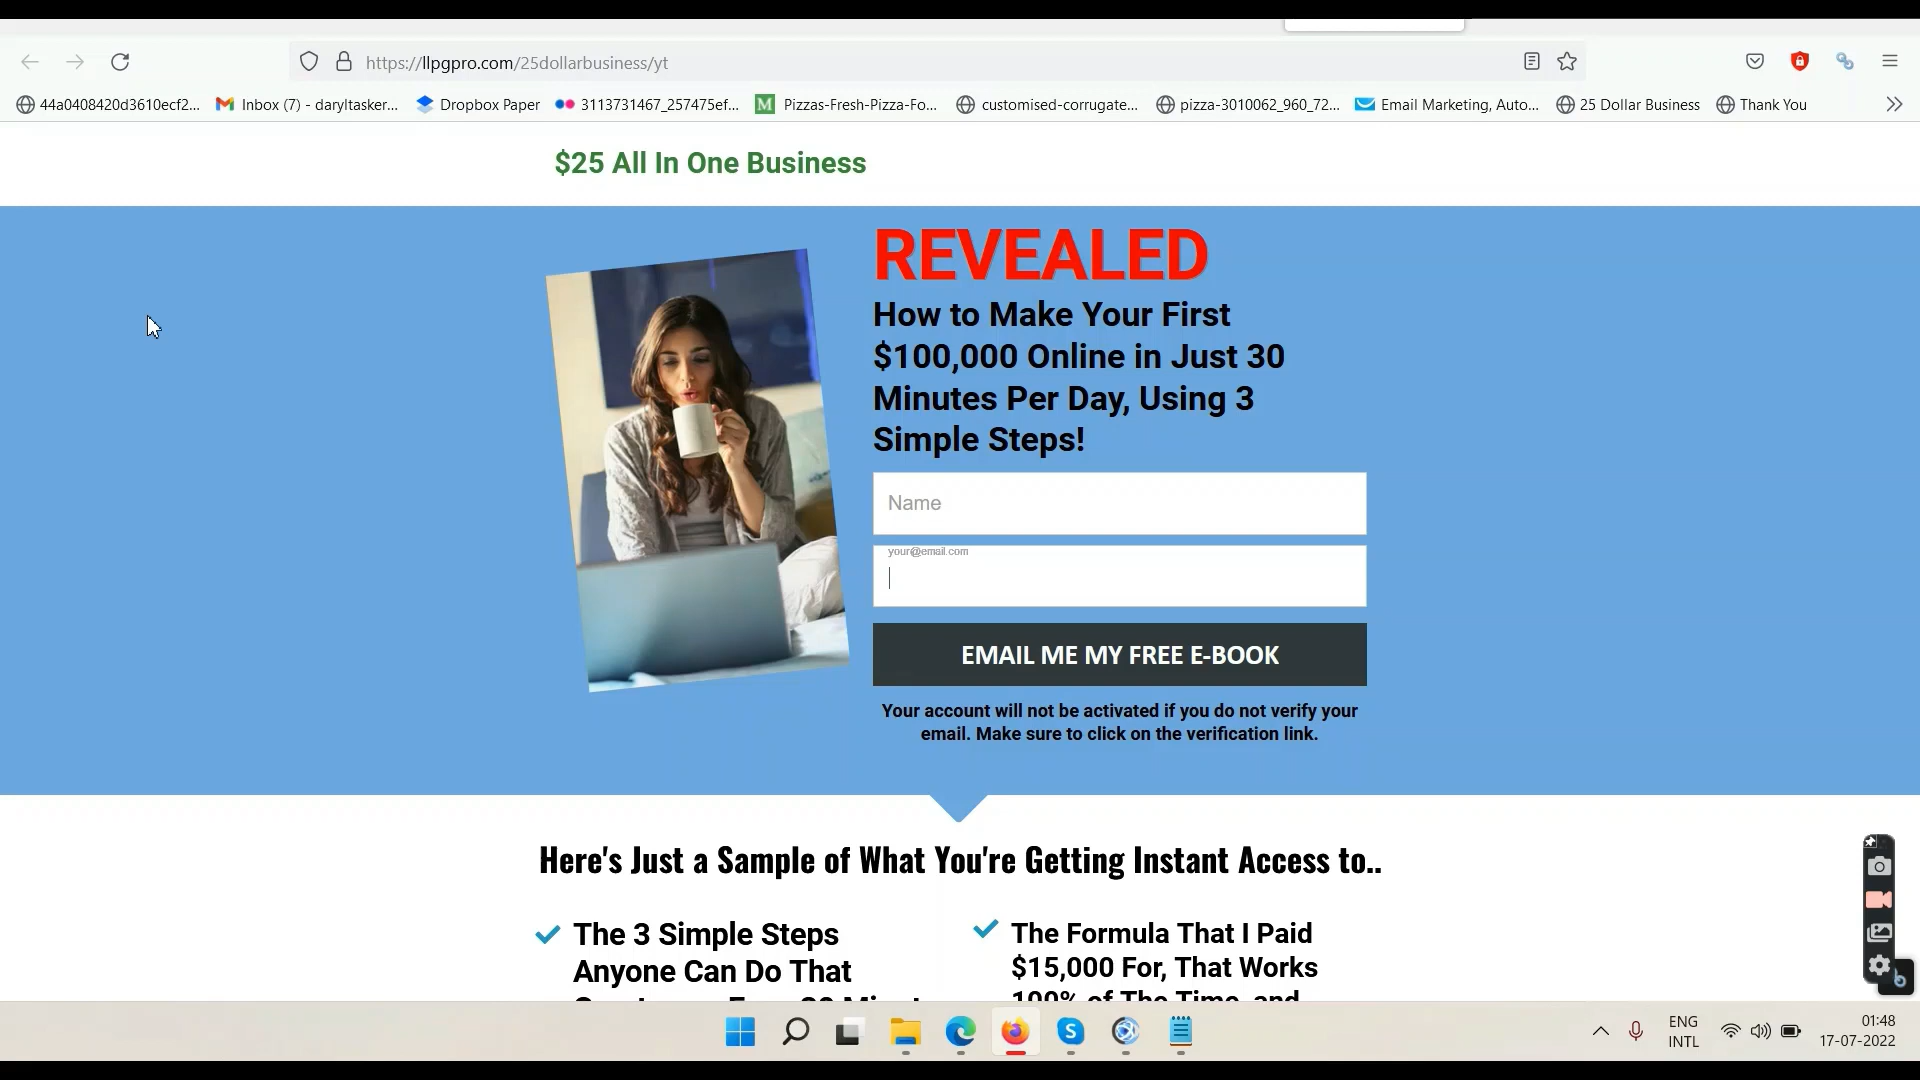 https://llpgpro.com/25dollarbusiness/yt
44a0408420d3610ecf2... Inbox (7) - daryltasker... Dropbox Paper 3113731467_257475ef... M Pizzas-Fresh-Pizza-Fo... customised-corrugate... pizza-3010062_960_72... Email Marketing, Auto... 25 Dollar Business Thank You
$25 All In One Business
REVEALED
How to Make Your First
$100,000 Online in Just 30
Minutes Per Day, Using 3
Simple Steps!
Name
your@email.com
EMAIL ME MY FREE E-BOOK
Your account will not be activated if you do not verify your
email. Make sure to click on the verification link.
Here's Just a Sample of What You're Getting Instant Access to..
The 3 Simple Steps
Anyone Can Do That
The Formula That I Paid
$15,000 For, That Works
100% of The Time, and
ENG
INTL
01:48
17-07-2022